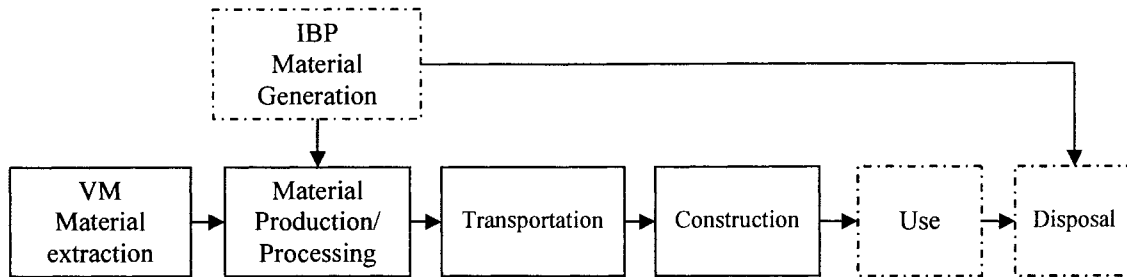 IBP
Material
Generation
VM
Material
extraction
Material
Production/
Processing
Transportation
Construction
Use
Disposal